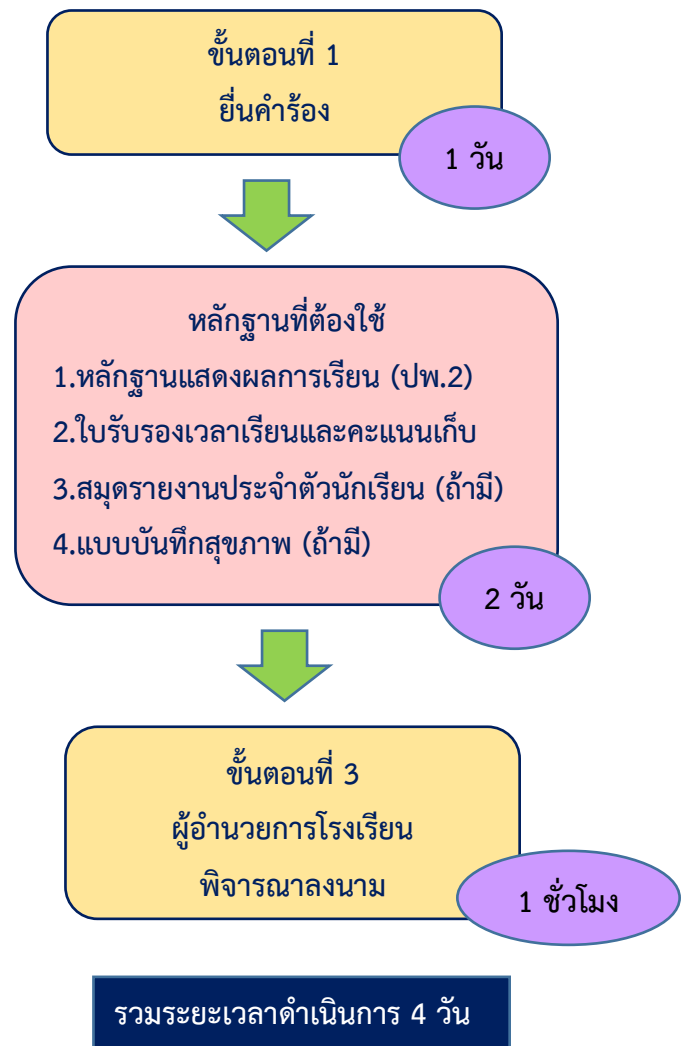 ขั้นตอนที่ 1
ยื่นคำร้อง
1 วัน
หลักฐานที่ต้องใช้
1.หลักฐานแสดงผลการเรียน (ปพ.2)
2.ใบรับรองเวลาเรียนและคะแนนเก็บ
3.สมุดรายงานประจำตัวนักเรียน (ถ้ามี)
4.แบบบันทึกสุขภาพ (ถ้ามี)
2 วัน
ขั้นตอนที่ 3
ผู้อำนวยการโรงเรียน
พิจารณาลงนาม
1 ชั่วโมง
รวมระยะเวลาดำเนินการ 4 วัน